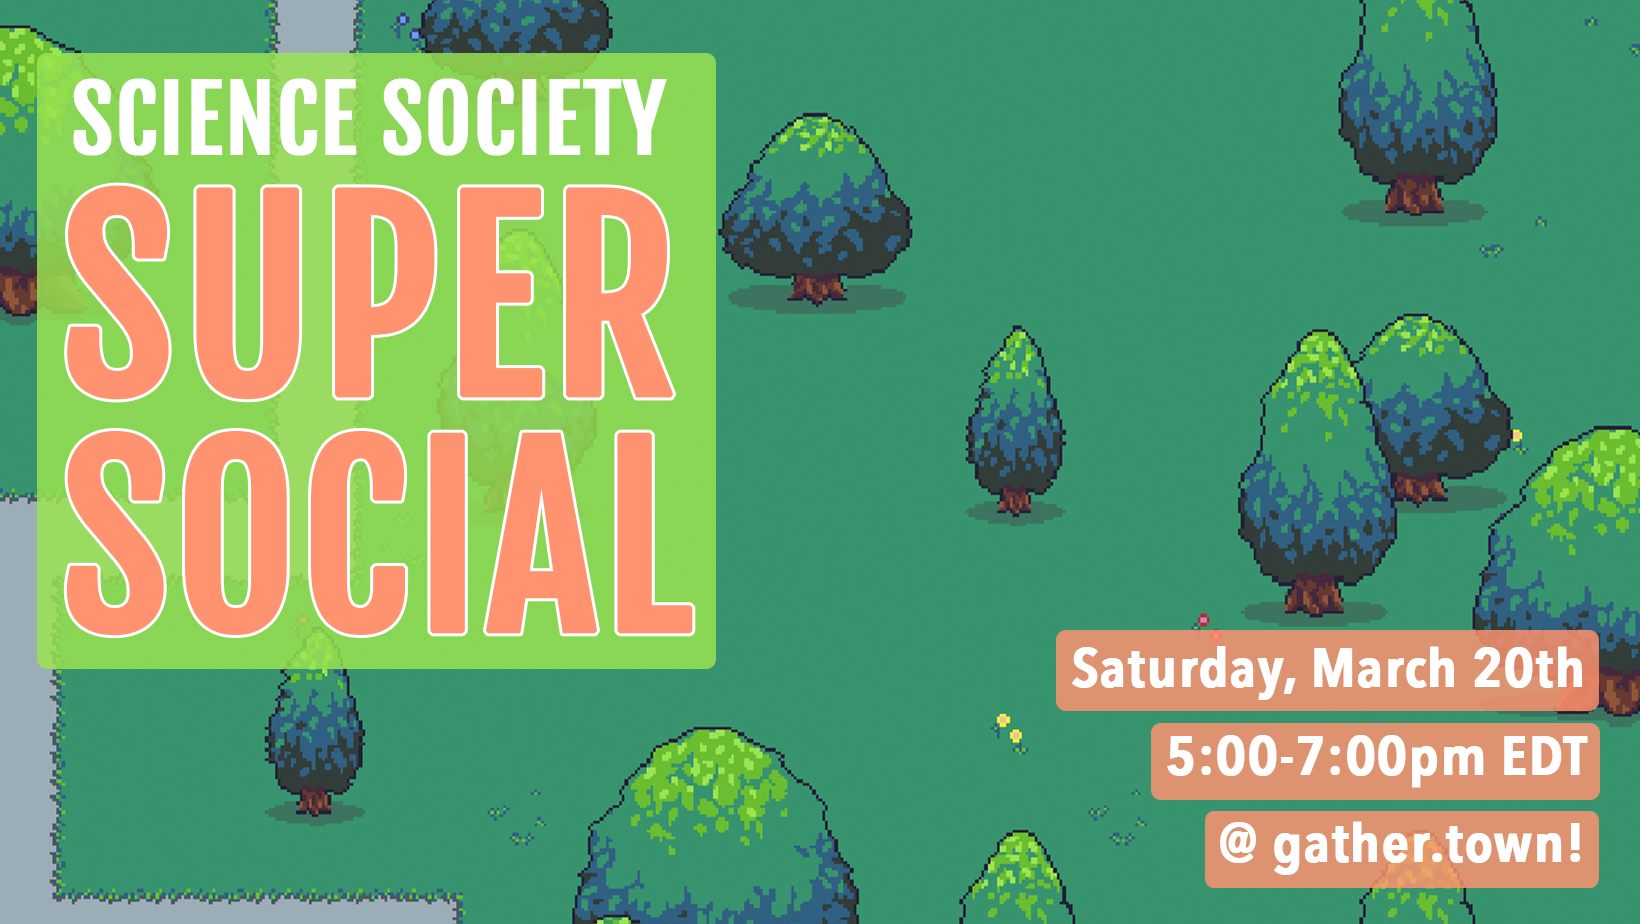 SCIENCE SOCIETY
SUPER
SOCIAL
Saturday, March 20th
5:00-7:00pm EDT
@ gather.town!